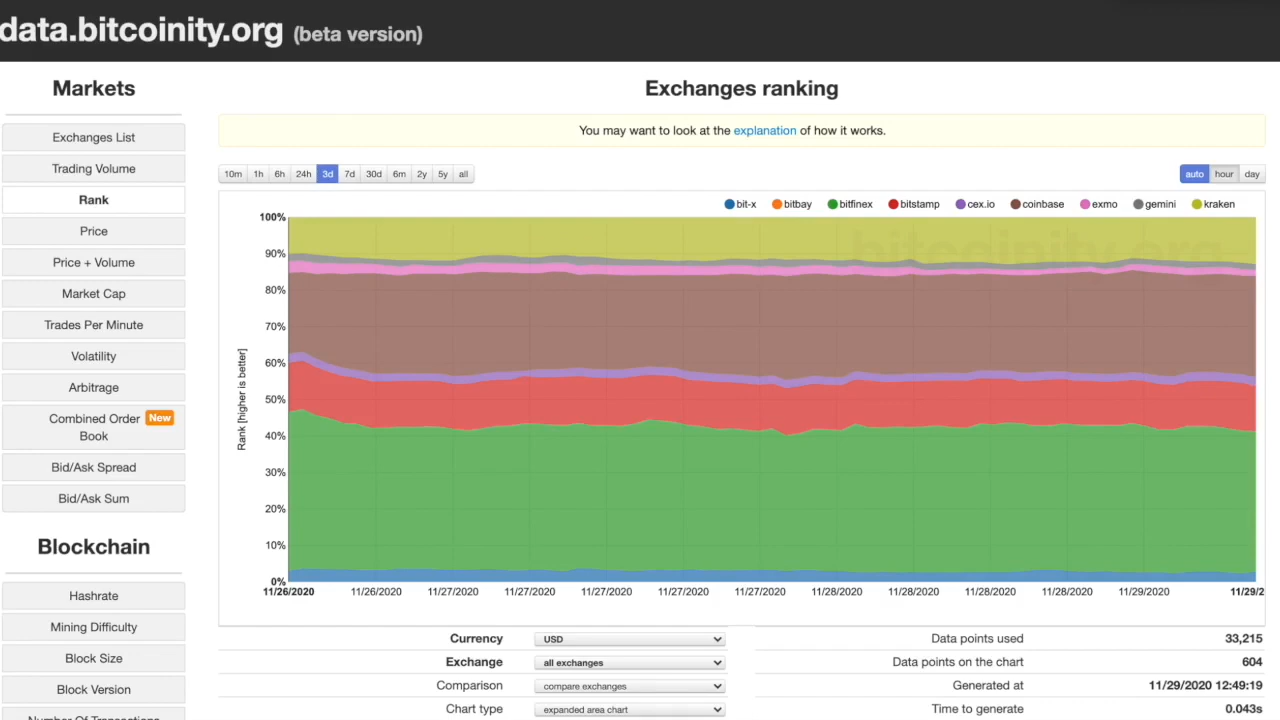 data.bitcoinity.org (beta version)
Markets
Exchanges List
Trading Volume
Rank
Price
Price + Volume
Market Cap
Trades Per Minute
Volatility
Arbitrage
Combined Order New
Book
Bid/Ask Spread
Bid/Ask Sum
Blockchain
Hashrate
Mining Difficulty
Block Size
Block Version
Number Of Transactions
Exchanges ranking
You may want to look at the explanation of how it works.
10m 1h 6h 24h 3d 7d 30d 6m 2y 5y all
auto hour day
bit-x bitbay bitfinex bitstamp cex.io coinbase exmo gemini kraken
bitcoinity.org
Rank [higher is better]
100%
90%
80%
70%
60%
50%
40%
30%
20%
10%
0%
11/26/2020 11/26/2020 11/27/2020 11/27/2020 11/27/2020 11/27/2020 11/27/2020 11/28/2020 11/28/2020 11/28/2020 11/28/2020 11/29/2020 11/29/2
Currency USD
Exchange all exchanges
Comparison compare exchanges
Chart type expanded area chart
Data points used 33,215
Data points on the chart 604
Generated at 11/29/2020 12:49:19
Time to generate 0.043s